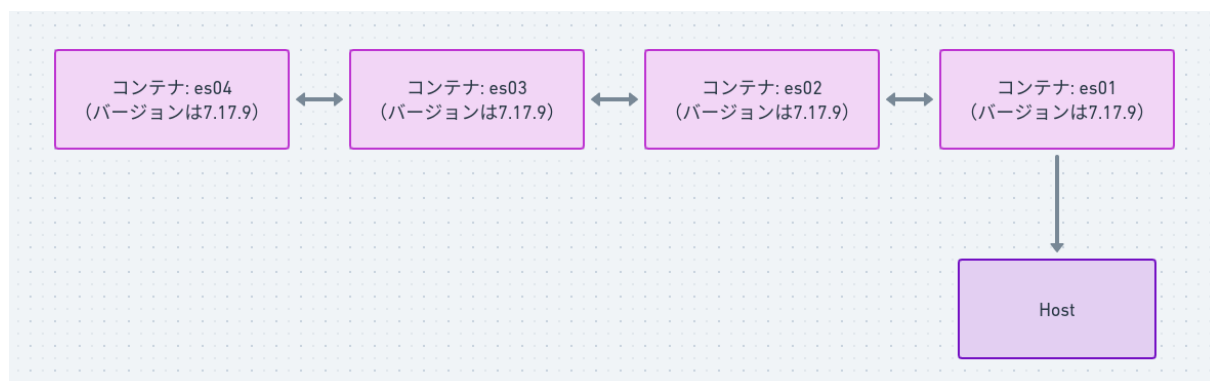 コンテナ: es04
（バージョンは7.17.9）
コンテナ: es03
（バージョンは7.17.9）
コンテナ: es02
（バージョンは7.17.9）
コンテナ: es01
（バージョンは7.17.9）
Host